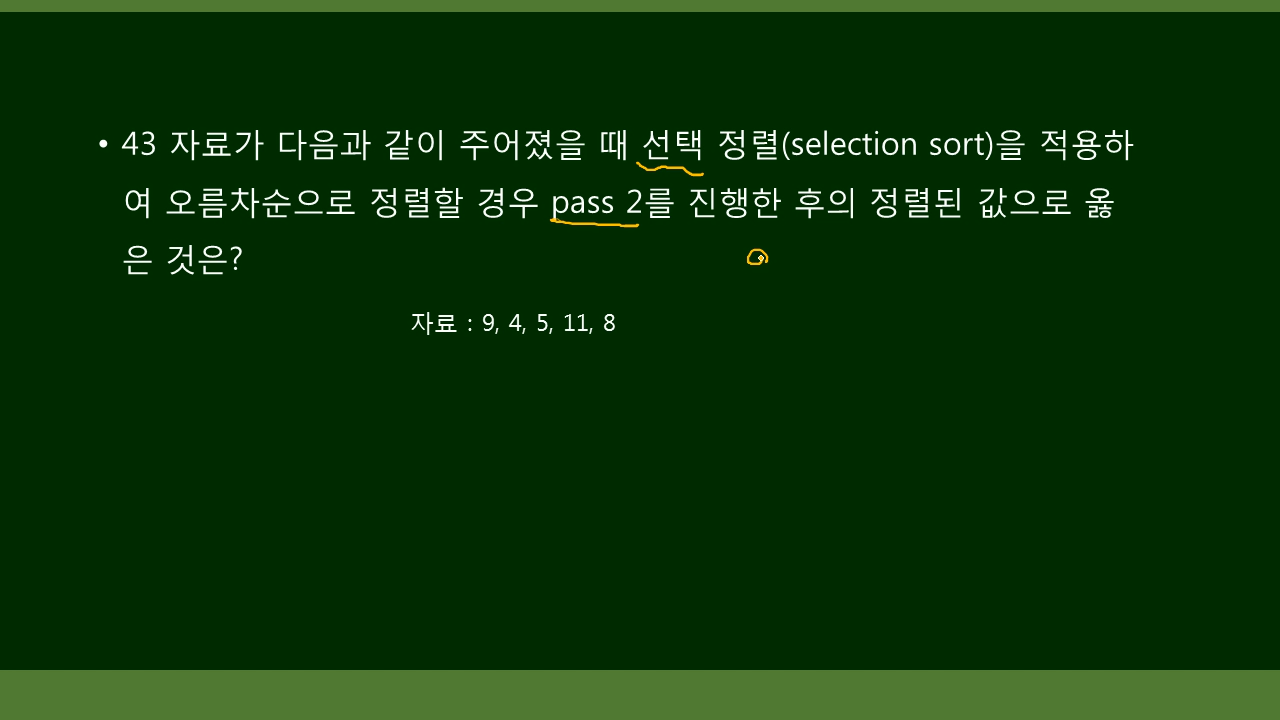 • 43 자료가 다음과 같이 주어졌을 때 선택 정렬(selection sort)을 적용하
여 오름차순으로 정렬할 경우 pass 2를 진행한 후의 정렬된 값으로 옳
은 것은?
자료 : 9, 4, 5, 11, 8